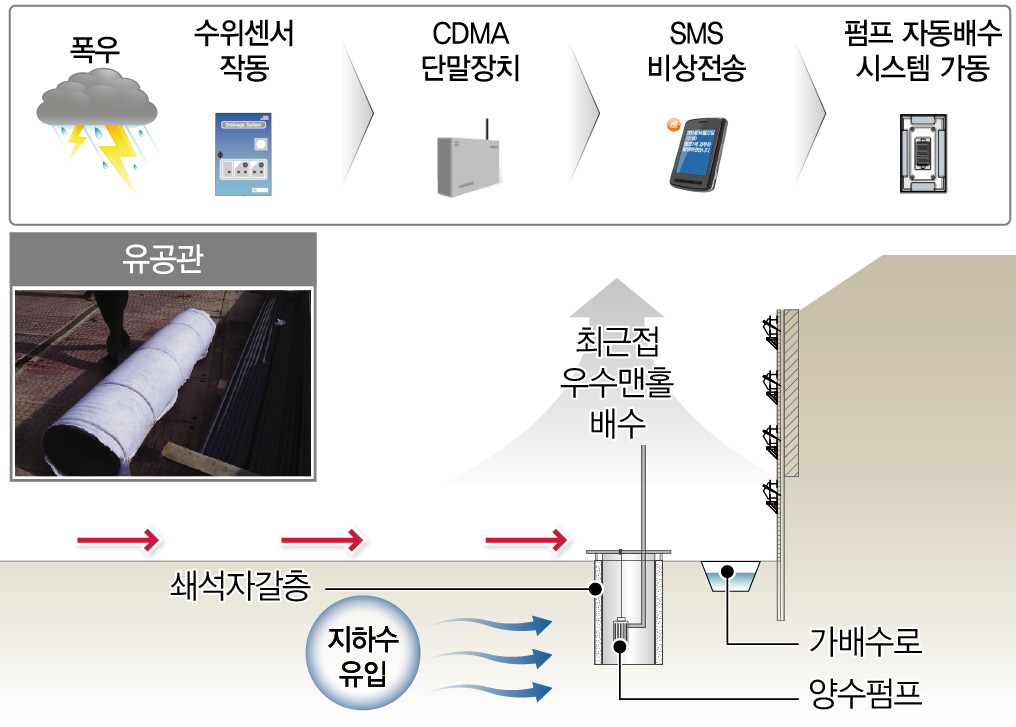 폭우
수위센서
작동
CDMA
단말장치
SMS
비상전송
펌프 자동배수
시스템 가동
Drainage System
유공관
최근접
우수맨홀
배수
쇄석자갈층
지하수
유입
가배수로
양수펌프